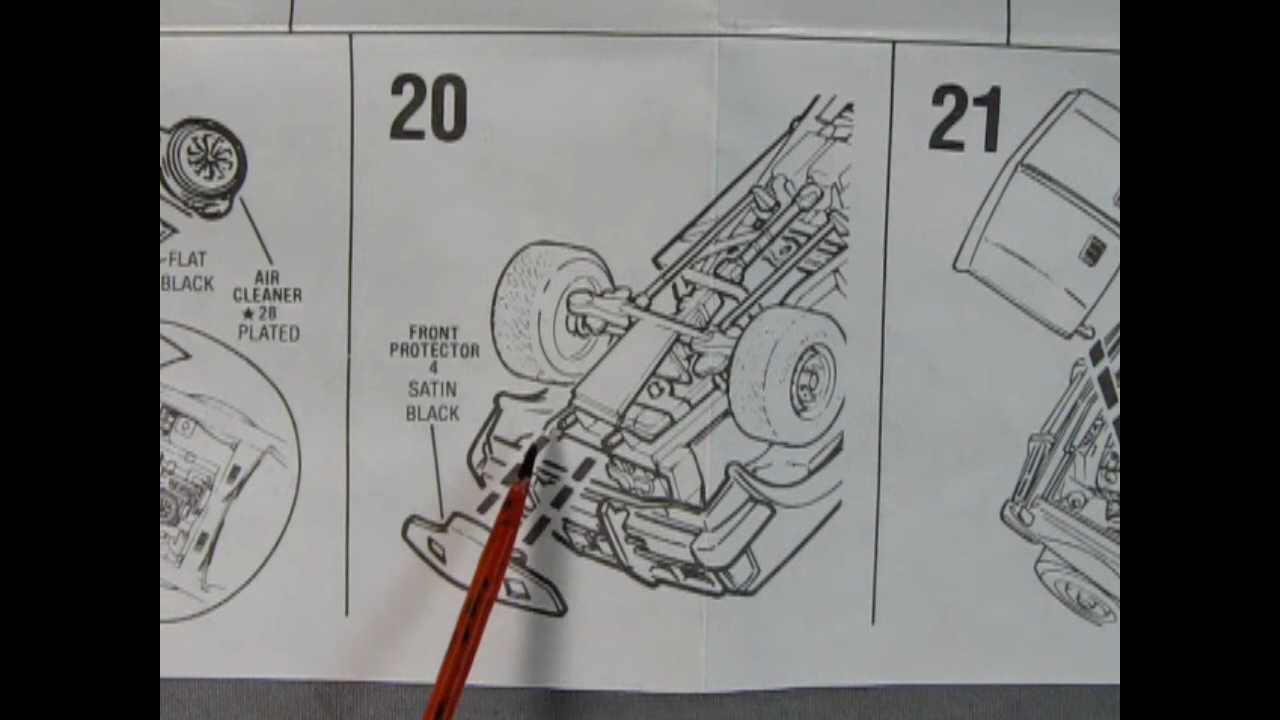 20
21
FLAT
BLACK
AIR
CLEANER
★28
PLATED
FRONT
PROTECTOR
4
SATIN
BLACK